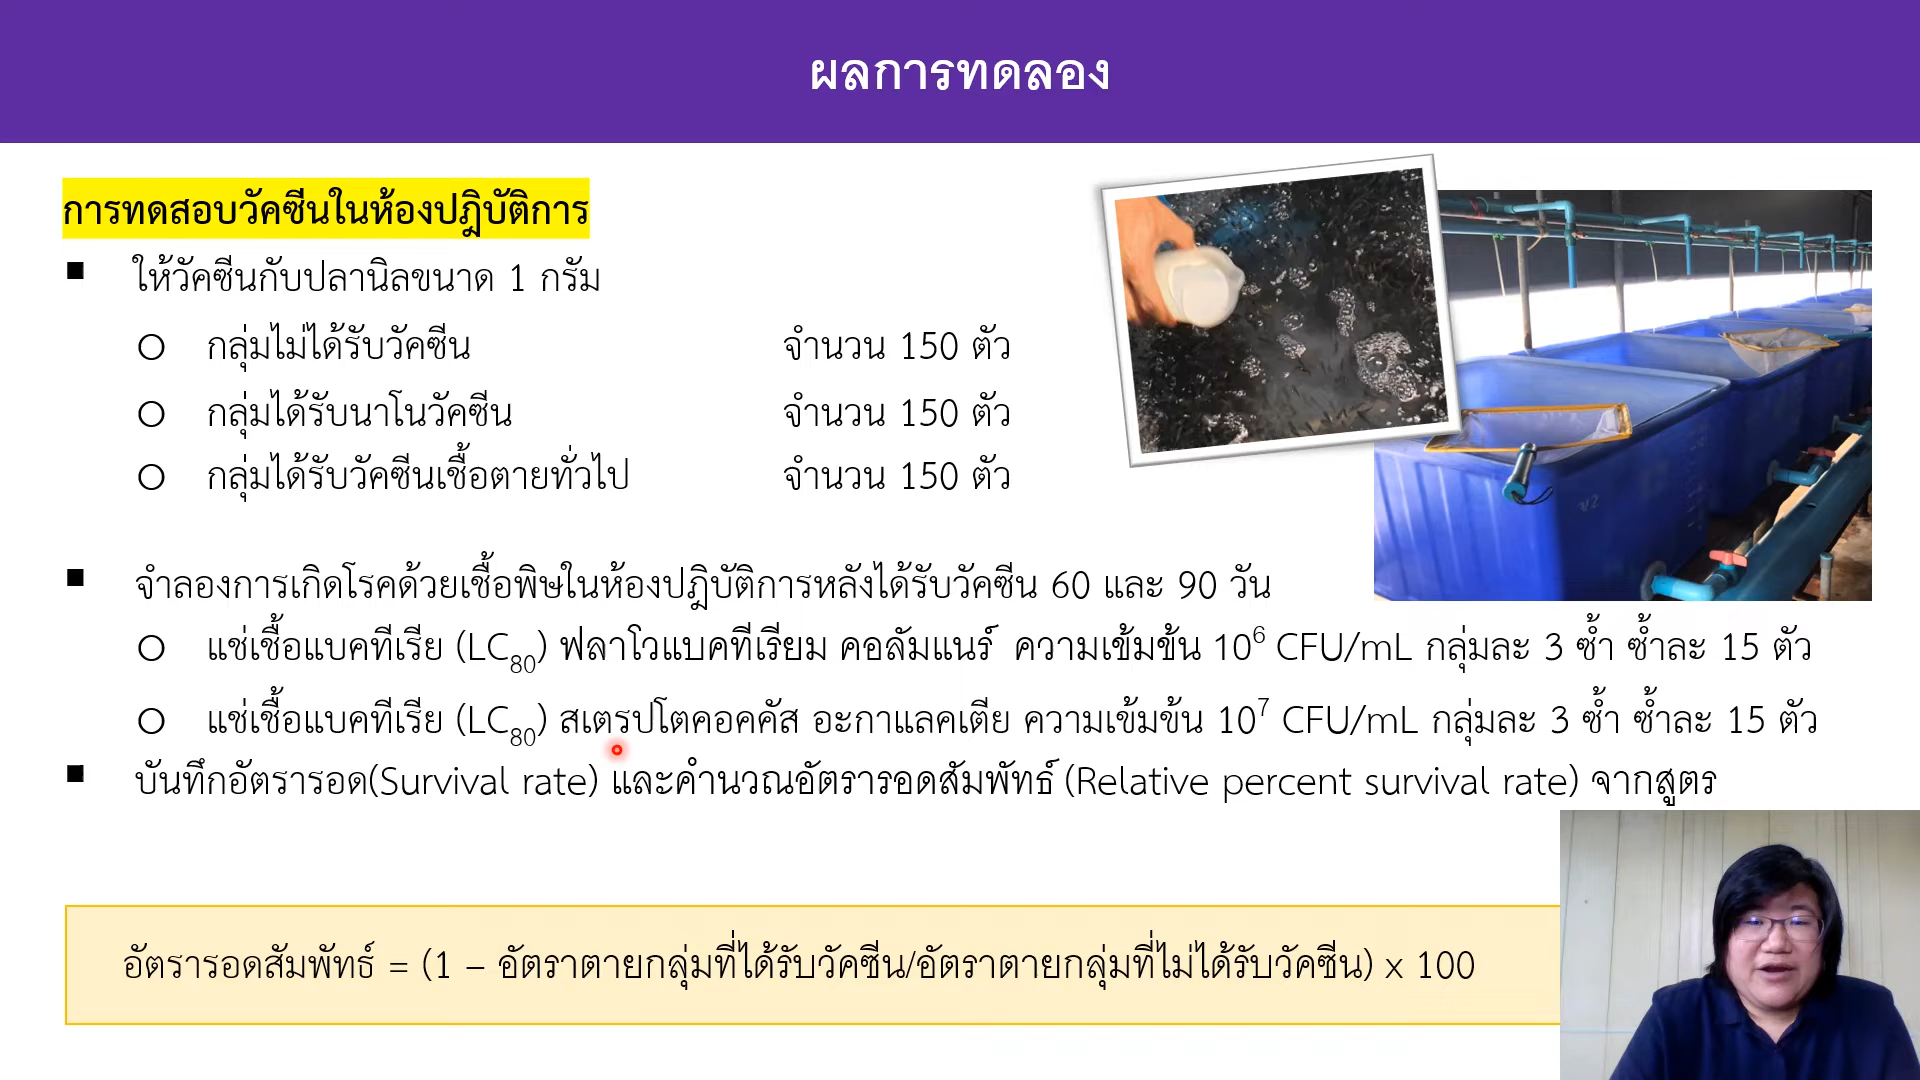 ผลการทดลอง
การทดสอบวัคซีนในห้องปฏิบัติการ
▪ ให้วัคซีนกับปลานิลขนาด 1 กรัม
o กลุ่มไม่ได้รับวัคซีน จำนวน 150 ตัว
o กลุ่มได้รับนาโนวัคซีน จำนวน 150 ตัว
o กลุ่มได้รับวัคซีนเชื้อตายทั่วไป จำนวน 150 ตัว
▪ จำลองการเกิดโรคด้วยเชื้อพิษในห้องปฎิบัติการหลังได้รับวัคซีน 60 และ 90 วัน
o แช่เชื้อแบคทีเรีย (LC80) ฟลาโวแบคทีเรียม คอลัมแนร์ ความเข้มข้น 10⁶ CFU/mL กลุ่มละ 3 ซ้ำ ซ้ำละ 15 ตัว
o แช่เชื้อแบคทีเรีย (LC80) สเตรปโตคอคคัส อะกาแลคเตีย ความเข้มข้น 10⁷ CFU/mL กลุ่มละ 3 ซ้ำ ซ้ำละ 15 ตัว
▪ บันทึกอัตรารอด(Survival rate) และคำนวณอัตรารอดสัมพัทธ์ (Relative percent survival rate) จากสูตร
อัตรารอดสัมพัทธ์ = (1 – อัตราตายกลุ่มที่ได้รับวัคซีน/อัตราตายกลุ่มที่ไม่ได้รับวัคซีน) x 100